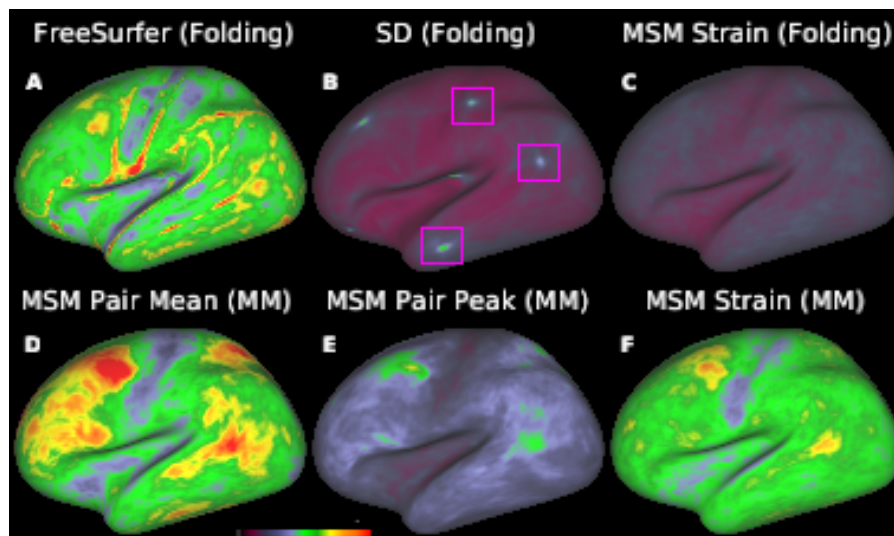 FreeSurfer (Folding) SD (Folding) MSM Strain (Folding)
A B C
MSM Pair Mean (MM) MSM Pair Peak (MM) MSM Strain (MM)
D E F